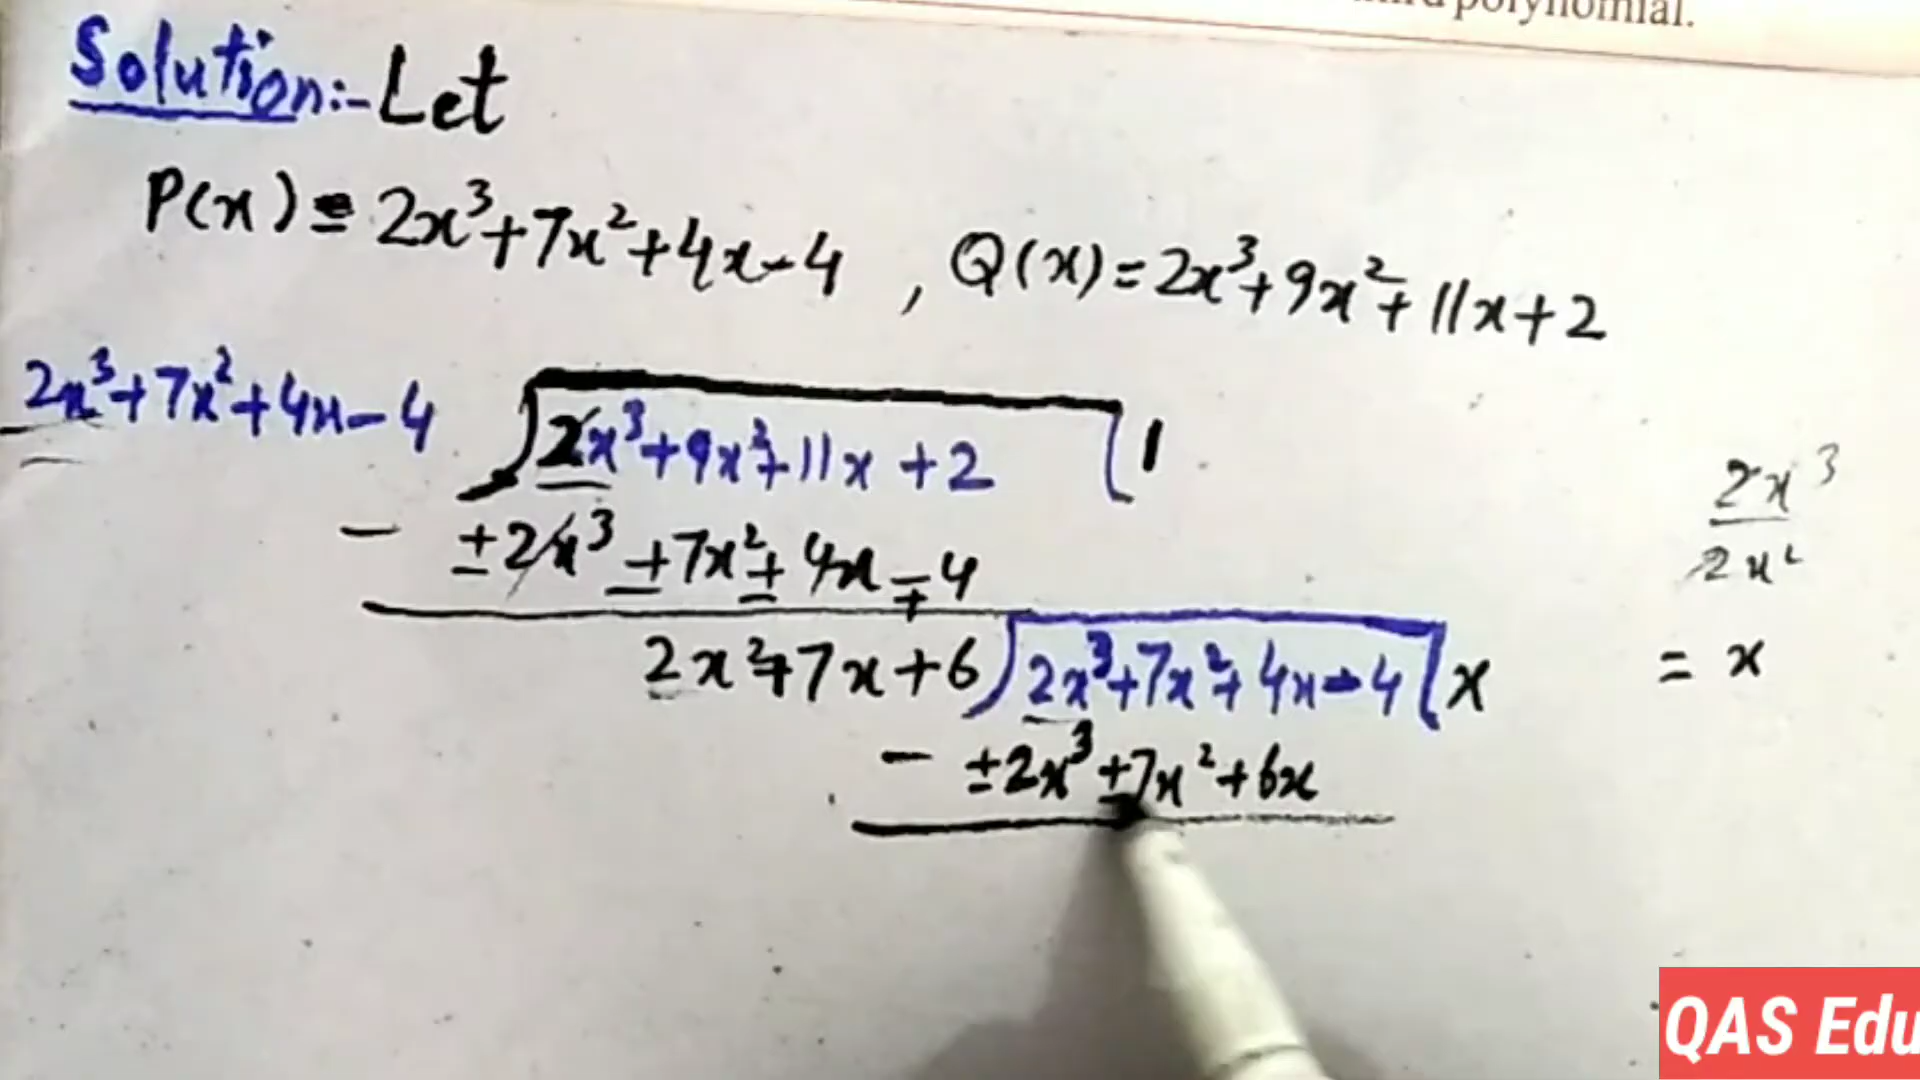 polynomial.
Solution:- Let
P(x) = 2x³+7x²+4x-4 , Q(x)=2x³+9x²+11x+2
2x³+7x²+4x-4 2x³+9x²+11x+2 1
- ±2x³±7x²±4x∓4
2x²+7x+6 2x³+7x²+4x-4 x
- ±2x³±7x²+6x
2x³
2x²
= x
QAS Edu